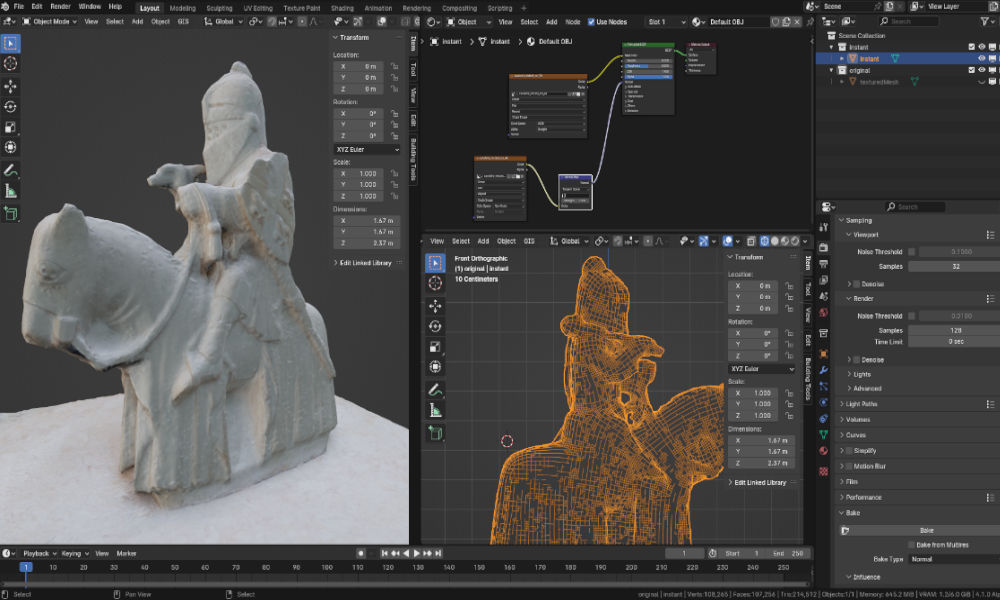 File Edit Render Window Help Layout Modeling Sculpting UV Editing Texture Paint Shading Animation Rendering Compositing Scripting Scene View Layer
Object Mode View Select Add Object GIS Global
Object View Select Add Node Use Nodes Slot 1 Default OBJ
instant instant Default OBJ
Search
Scene Collection
instant
instant
original
texturedMesh
Transform
Location:
X 0 m
Y 0 m
Z 0 m
Rotation:
X 0°
Y 0°
Z 0°
XYZ Euler
Scale:
X 1.000
Y 1.000
Z 1.000
Dimensions:
X 1.67 m
Y 1.67 m
Z 2.37 m
Edit Linked Library
Item
Tool
View
Edit
Building Tools
View Select Add Object GIS Global
Front Orthographic
(1) original | instant
10 Centimeters
Transform
Location:
X 0 m
Y 0 m
Z 0 m
Rotation:
X 0°
Y 0°
Z 0°
XYZ Euler
Scale:
X 1.000
Y 1.000
Z 1.000
Dimensions:
X 1.67 m
Y 1.67 m
Z 2.37 m
Edit Linked Library
Item
Tool
View
Edit
Building Tools
Search
Sampling
Viewport
Noise Threshold 0.1000
Samples 32
Denoise
Render
Noise Threshold 0.0100
Samples 128
Time Limit 0 sec
Denoise
Lights
Advanced
Light Paths
Volumes
Curves
Simplify
Motion Blur
Film
Performance
Bake
Bake
Bake from Multires
Bake Type Normal
Influence
Playback Keying View Marker 1 Start 1 End 250
1 10 20 30 40 50 60 70 80 90 100 110 120 130 140 150 160 170 180 190 200 210 220 230 240 250
Select Pan View Select original | instant | Verts:108,265 | Faces:107,256 | Tris:214,512 | Objects:1/1 | Memory: 645.2 MiB | VRAM: 1.2/6.0 GiB | 4.1.0 Al